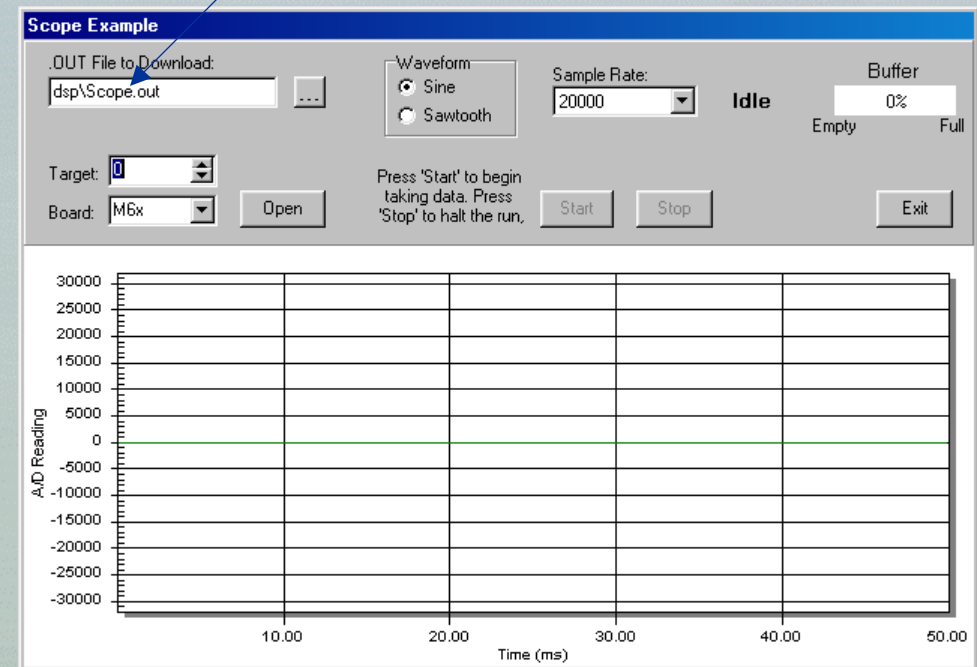 Scope Example
.OUT File to Download:
dsp\Scope.out
...
Waveform
Sine
Sawtooth
Sample Rate:
20000
Idle
Buffer
0%
Empty
Full
Target:
0
Board:
M6x
Open
Press 'Start' to begin
taking data. Press
'Stop' to halt the run,
Start
Stop
Exit
A/D Reading
30000
25000
20000
15000
10000
5000
0
-5000
-10000
-15000
-20000
-25000
-30000
10.00
20.00
30.00
40.00
50.00
Time (ms)